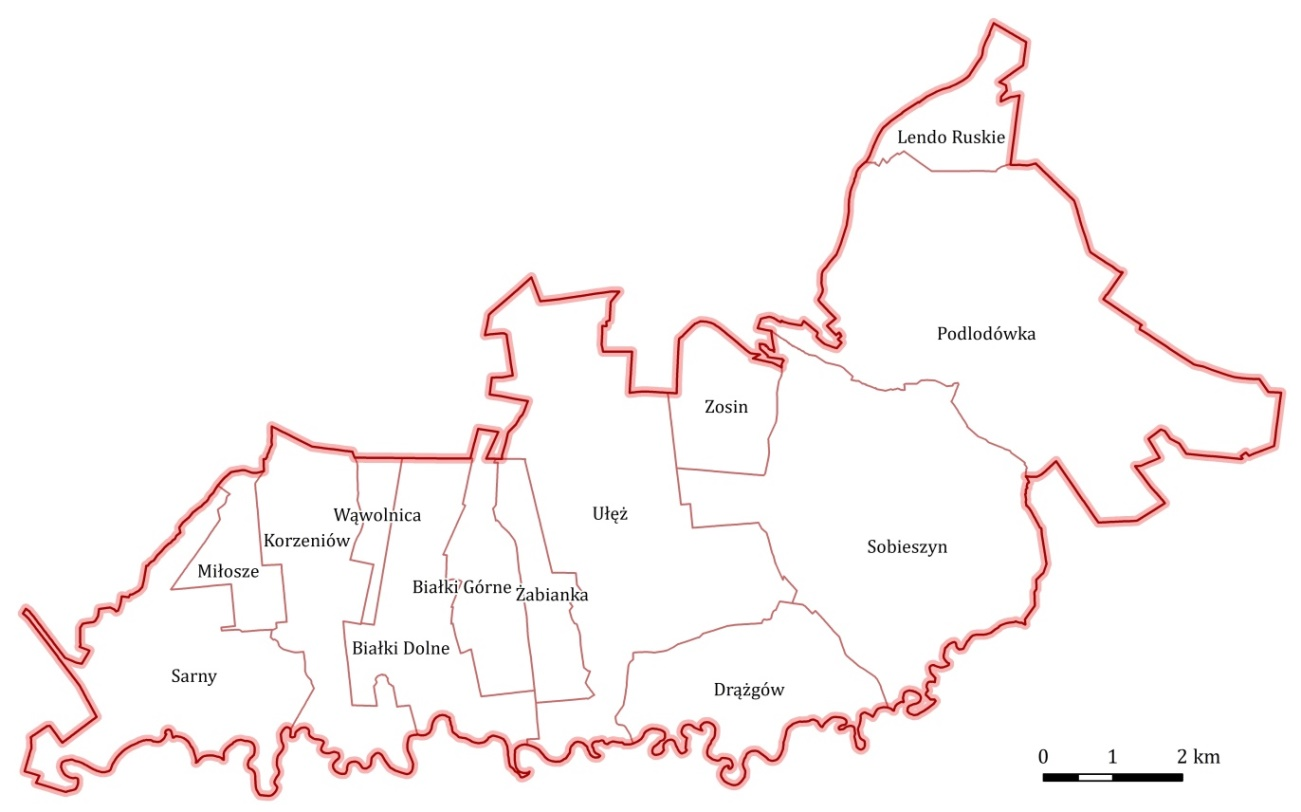 Lendo Ruskie
Podlodówka
Zosin
Wąwolnica
Ułęż
Korzeniów
Sobieszyn
Miłosze
Białki Górne
Żabianka
Białki Dolne
Sarny
Drążgów
0 1 2 km